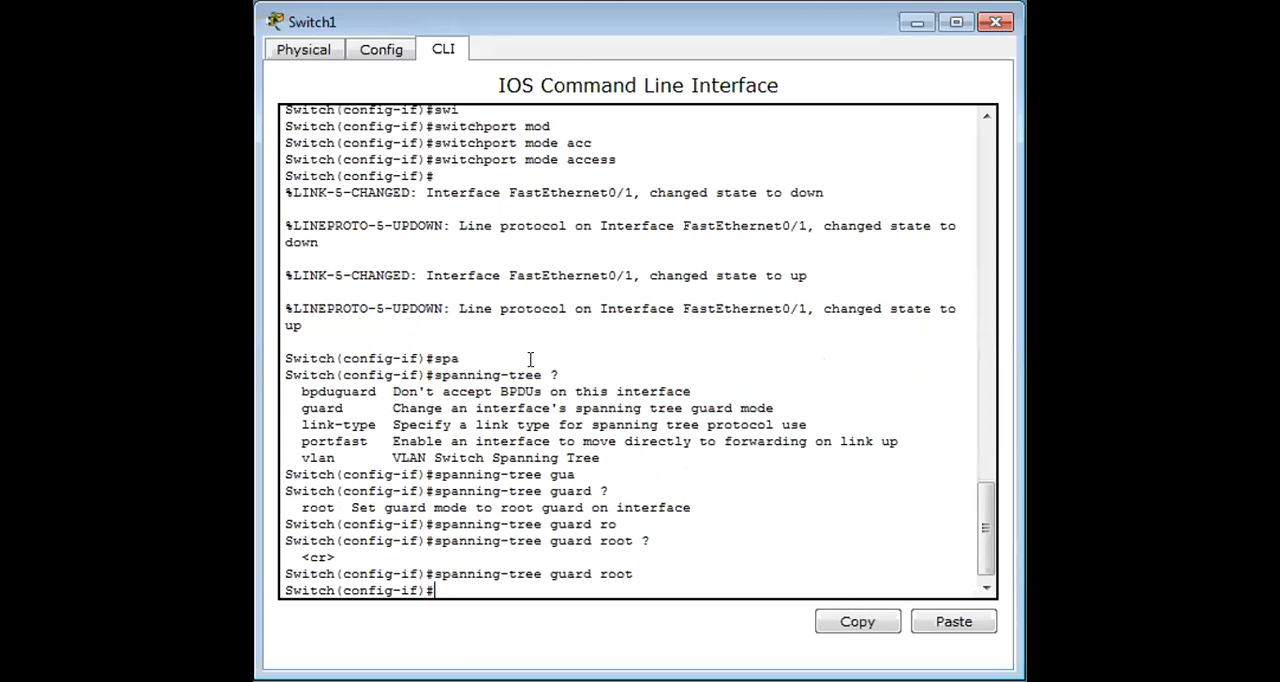 Switch1
Physical
Config
CLI
IOS Command Line Interface
Switch(config-if)#swi
Switch(config-if)#switchport mod
Switch(config-if)#switchport mode acc
Switch(config-if)#switchport mode access
Switch(config-if)#
%LINK-5-CHANGED: Interface FastEthernet0/1, changed state to down
%LINEPROTO-5-UPDOWN: Line protocol on Interface FastEthernet0/1, changed state to
down
%LINK-5-CHANGED: Interface FastEthernet0/1, changed state to up
%LINEPROTO-5-UPDOWN: Line protocol on Interface FastEthernet0/1, changed state to
up
Switch(config-if)#spa
Switch(config-if)#spanning-tree ?
bpduguard  Don't accept BPDUs on this interface
guard      Change an interface's spanning tree guard mode
link-type  Specify a link type for spanning tree protocol use
portfast   Enable an interface to move directly to forwarding on link up
vlan       VLAN Switch Spanning Tree
Switch(config-if)#spanning-tree gua
Switch(config-if)#spanning-tree guard ?
root  Set guard mode to root guard on interface
Switch(config-if)#spanning-tree guard ro
Switch(config-if)#spanning-tree guard root ?
<cr>
Switch(config-if)#spanning-tree guard root
Switch(config-if)#
Copy
Paste